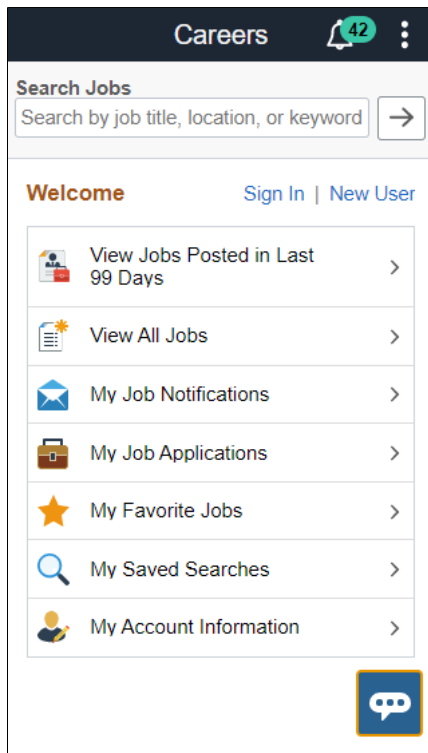 Careers
42
Search Jobs
Search by job title, location, or keyword
Welcome
Sign In | New User
View Jobs Posted in Last
99 Days
View All Jobs
My Job Notifications
My Job Applications
My Favorite Jobs
My Saved Searches
My Account Information